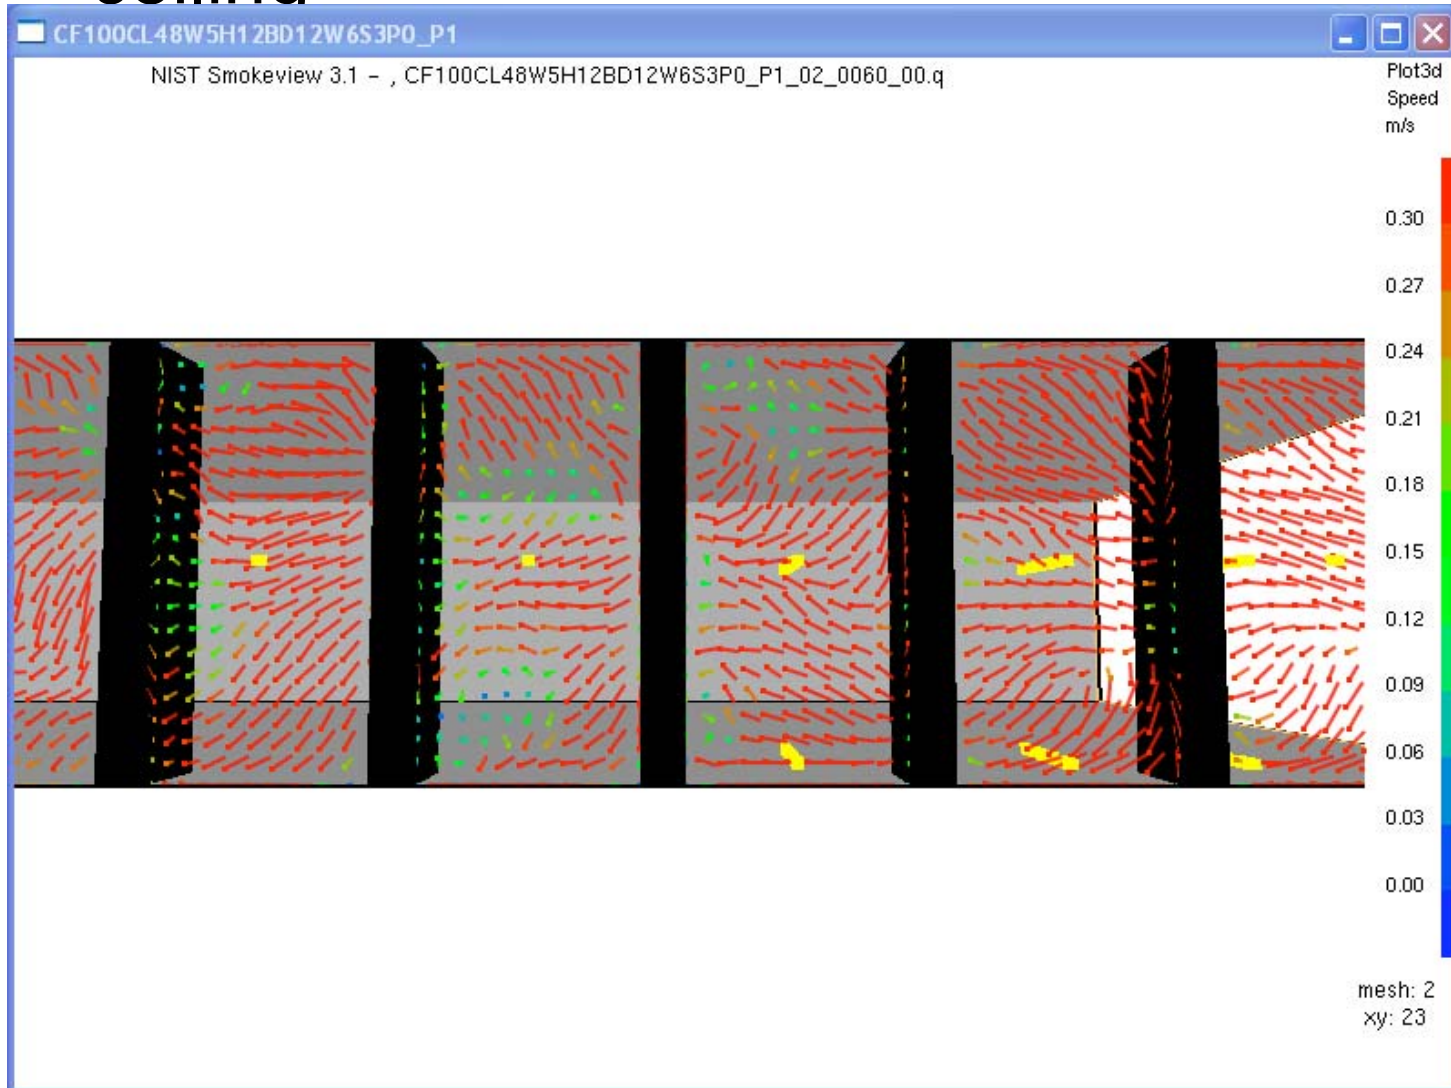 CF100CL48W5H12BD12W6S3P0_P1
NIST Smokeview 3.1 - , CF100CL48W5H12BD12W6S3P0_P1_02_0060_00.q
Plot3d
Speed
m/s
0.30
0.27
0.24
0.21
0.18
0.15
0.12
0.09
0.06
0.03
0.00
mesh: 2
xy: 23